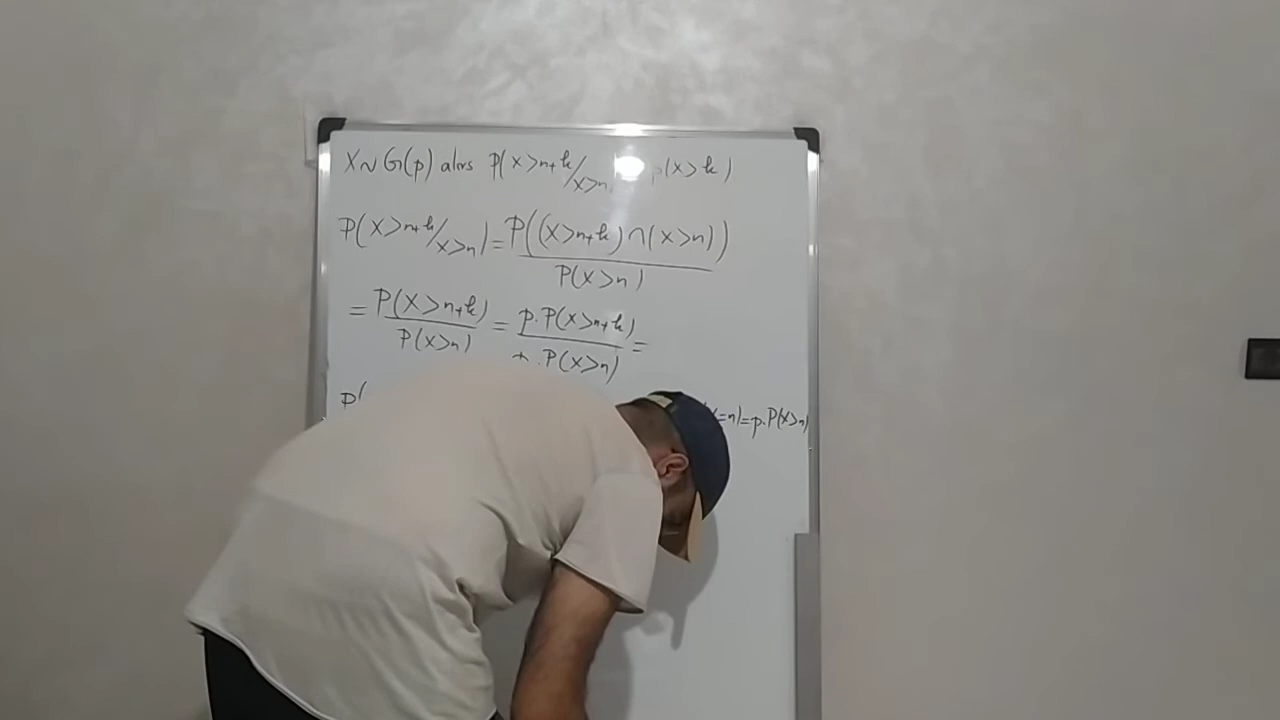 X~G(p) alors P(X>n+k/X>n p(X>k)
P(X>n+k/X>n)=P((X>n+k)∩(X>n))/P(X>n)
=P(X>n+k)/P(X>n) = p.P(X>n+k)/p.P(X>n) =
P( =n)=p.P(X>n)